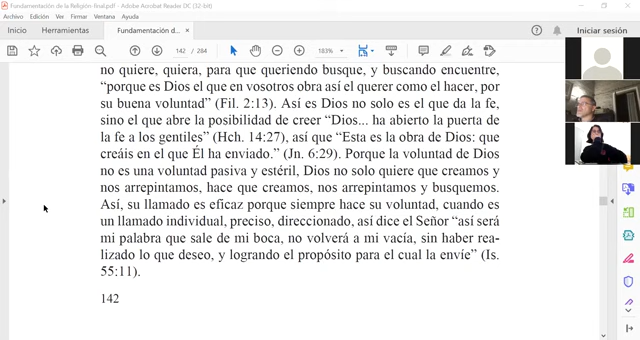 Fundamentación de la Religión final.pdf - Adobe Acrobat Reader DC (32-bit)
Archivo Edición Ver Firmar Ventana Ayuda
Inicio Herramientas Fundamentación d... × Iniciar sesión
142 / 284 183%
no quiere, quiera, para que queriendo busque, y buscando encuentre,
“porque es Dios el que en vosotros obra así el querer como el hacer, por
su buena voluntad” (Fil. 2:13). Así es Dios no solo es el que da la fe,
sino el que abre la posibilidad de creer “Dios... ha abierto la puerta de
la fe a los gentiles” (Hch. 14:27), así que “Esta es la obra de Dios: que
creáis en el que Él ha enviado.” (Jn. 6:29). Porque la voluntad de Dios
no es una voluntad pasiva y estéril, Dios no solo quiere que creamos y
nos arrepintamos, hace que creamos, nos arrepintamos y busquemos.
Así, su llamado es eficaz porque siempre hace su voluntad, cuando es
un llamado individual, preciso, direccionado, así dice el Señor “así será
mi palabra que sale de mi boca, no volverá a mi vacía, sin haber rea-
lizado lo que deseo, y logrando el propósito para el cual la envíe” (Is.
55:11).
142